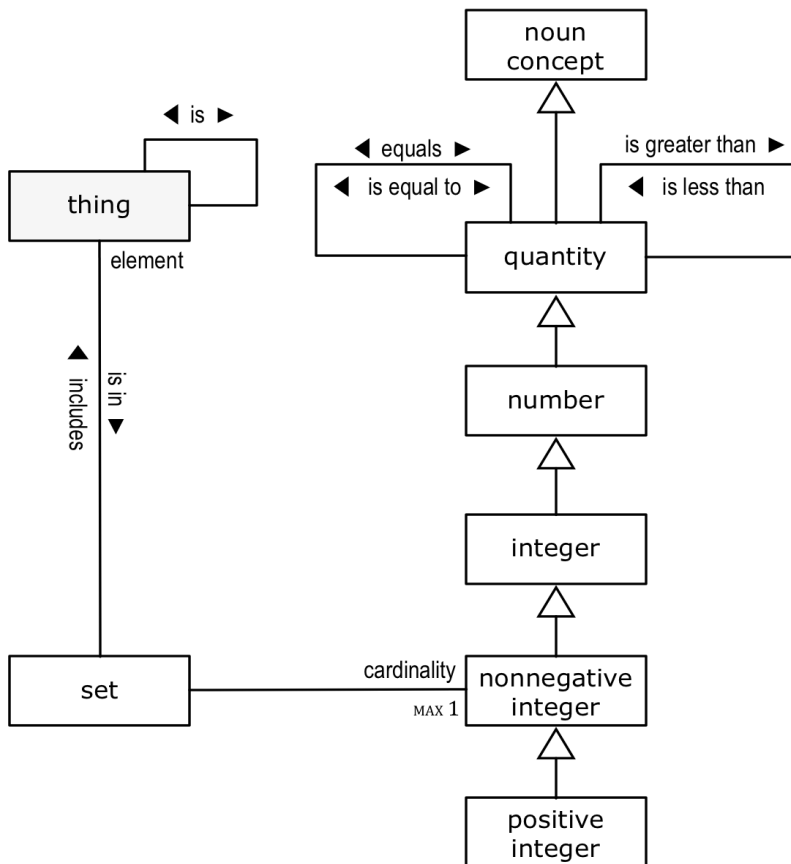 noun
concept
◄ is ►
◄ equals ►
is greater than ►
◄ is equal to ►
◄ is less than
thing
quantity
element
is in ►
◄ includes
number
integer
cardinality
set
nonnegative
integer
MAX 1
positive
integer